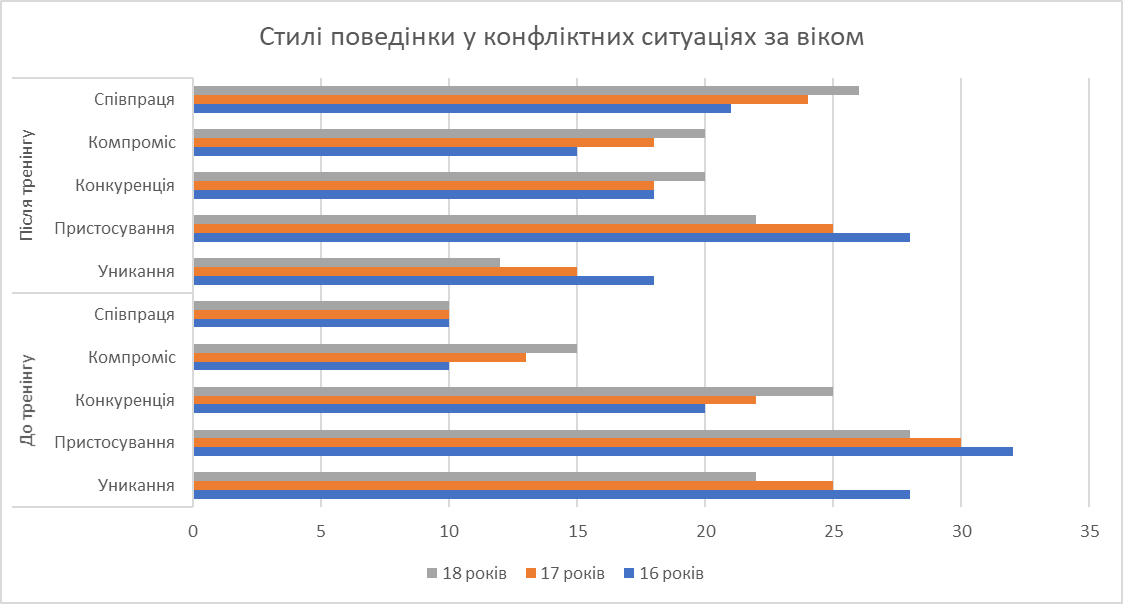 Стилі поведінки у конфліктних ситуаціях за віком
Після тренінгу
Співпраця
Компроміс
Конкуренція
Пристосування
Уникання
До тренінгу
Співпраця
Компроміс
Конкуренція
Пристосування
Уникання
0 5 10 15 20 25 30 35
18 років 17 років 16 років